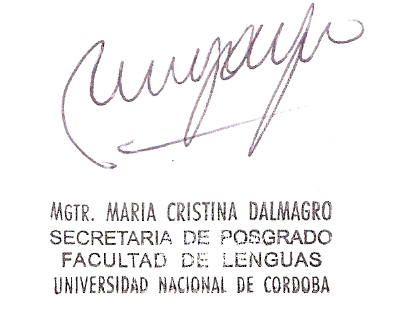 MGTR. MARIA CRISTINA DALMAGRO
SECRETARIA DE POSGRADO
FACULTAD DE LENGUAS
UNIVERSIDAD NACIONAL DE CORDOBA